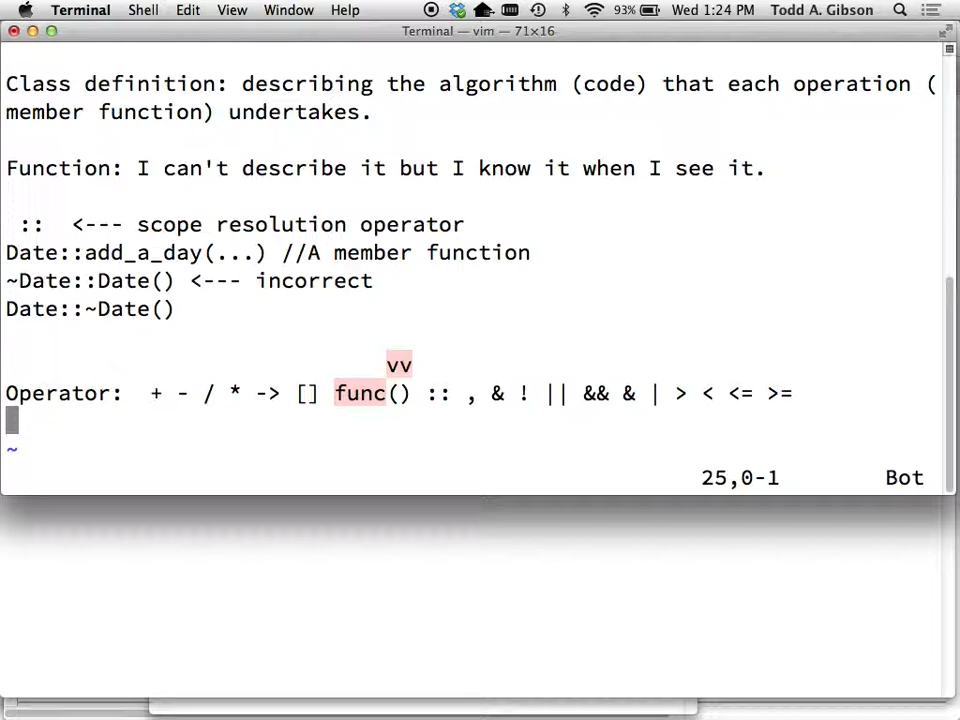 Terminal Shell Edit View Window Help 93% Wed 1:24 PM Todd A. Gibson
Terminal — vim — 71×16
Class definition: describing the algorithm (code) that each operation (
member function) undertakes.
Function: I can't describe it but I know it when I see it.
:: <--- scope resolution operator
Date::add_a_day(...) //A member function
~Date::Date() <--- incorrect
Date::~Date()
vv
Operator: + - / * -> [] func() :: , & ! || && & | > < <= >=
~
25,0-1 Bot